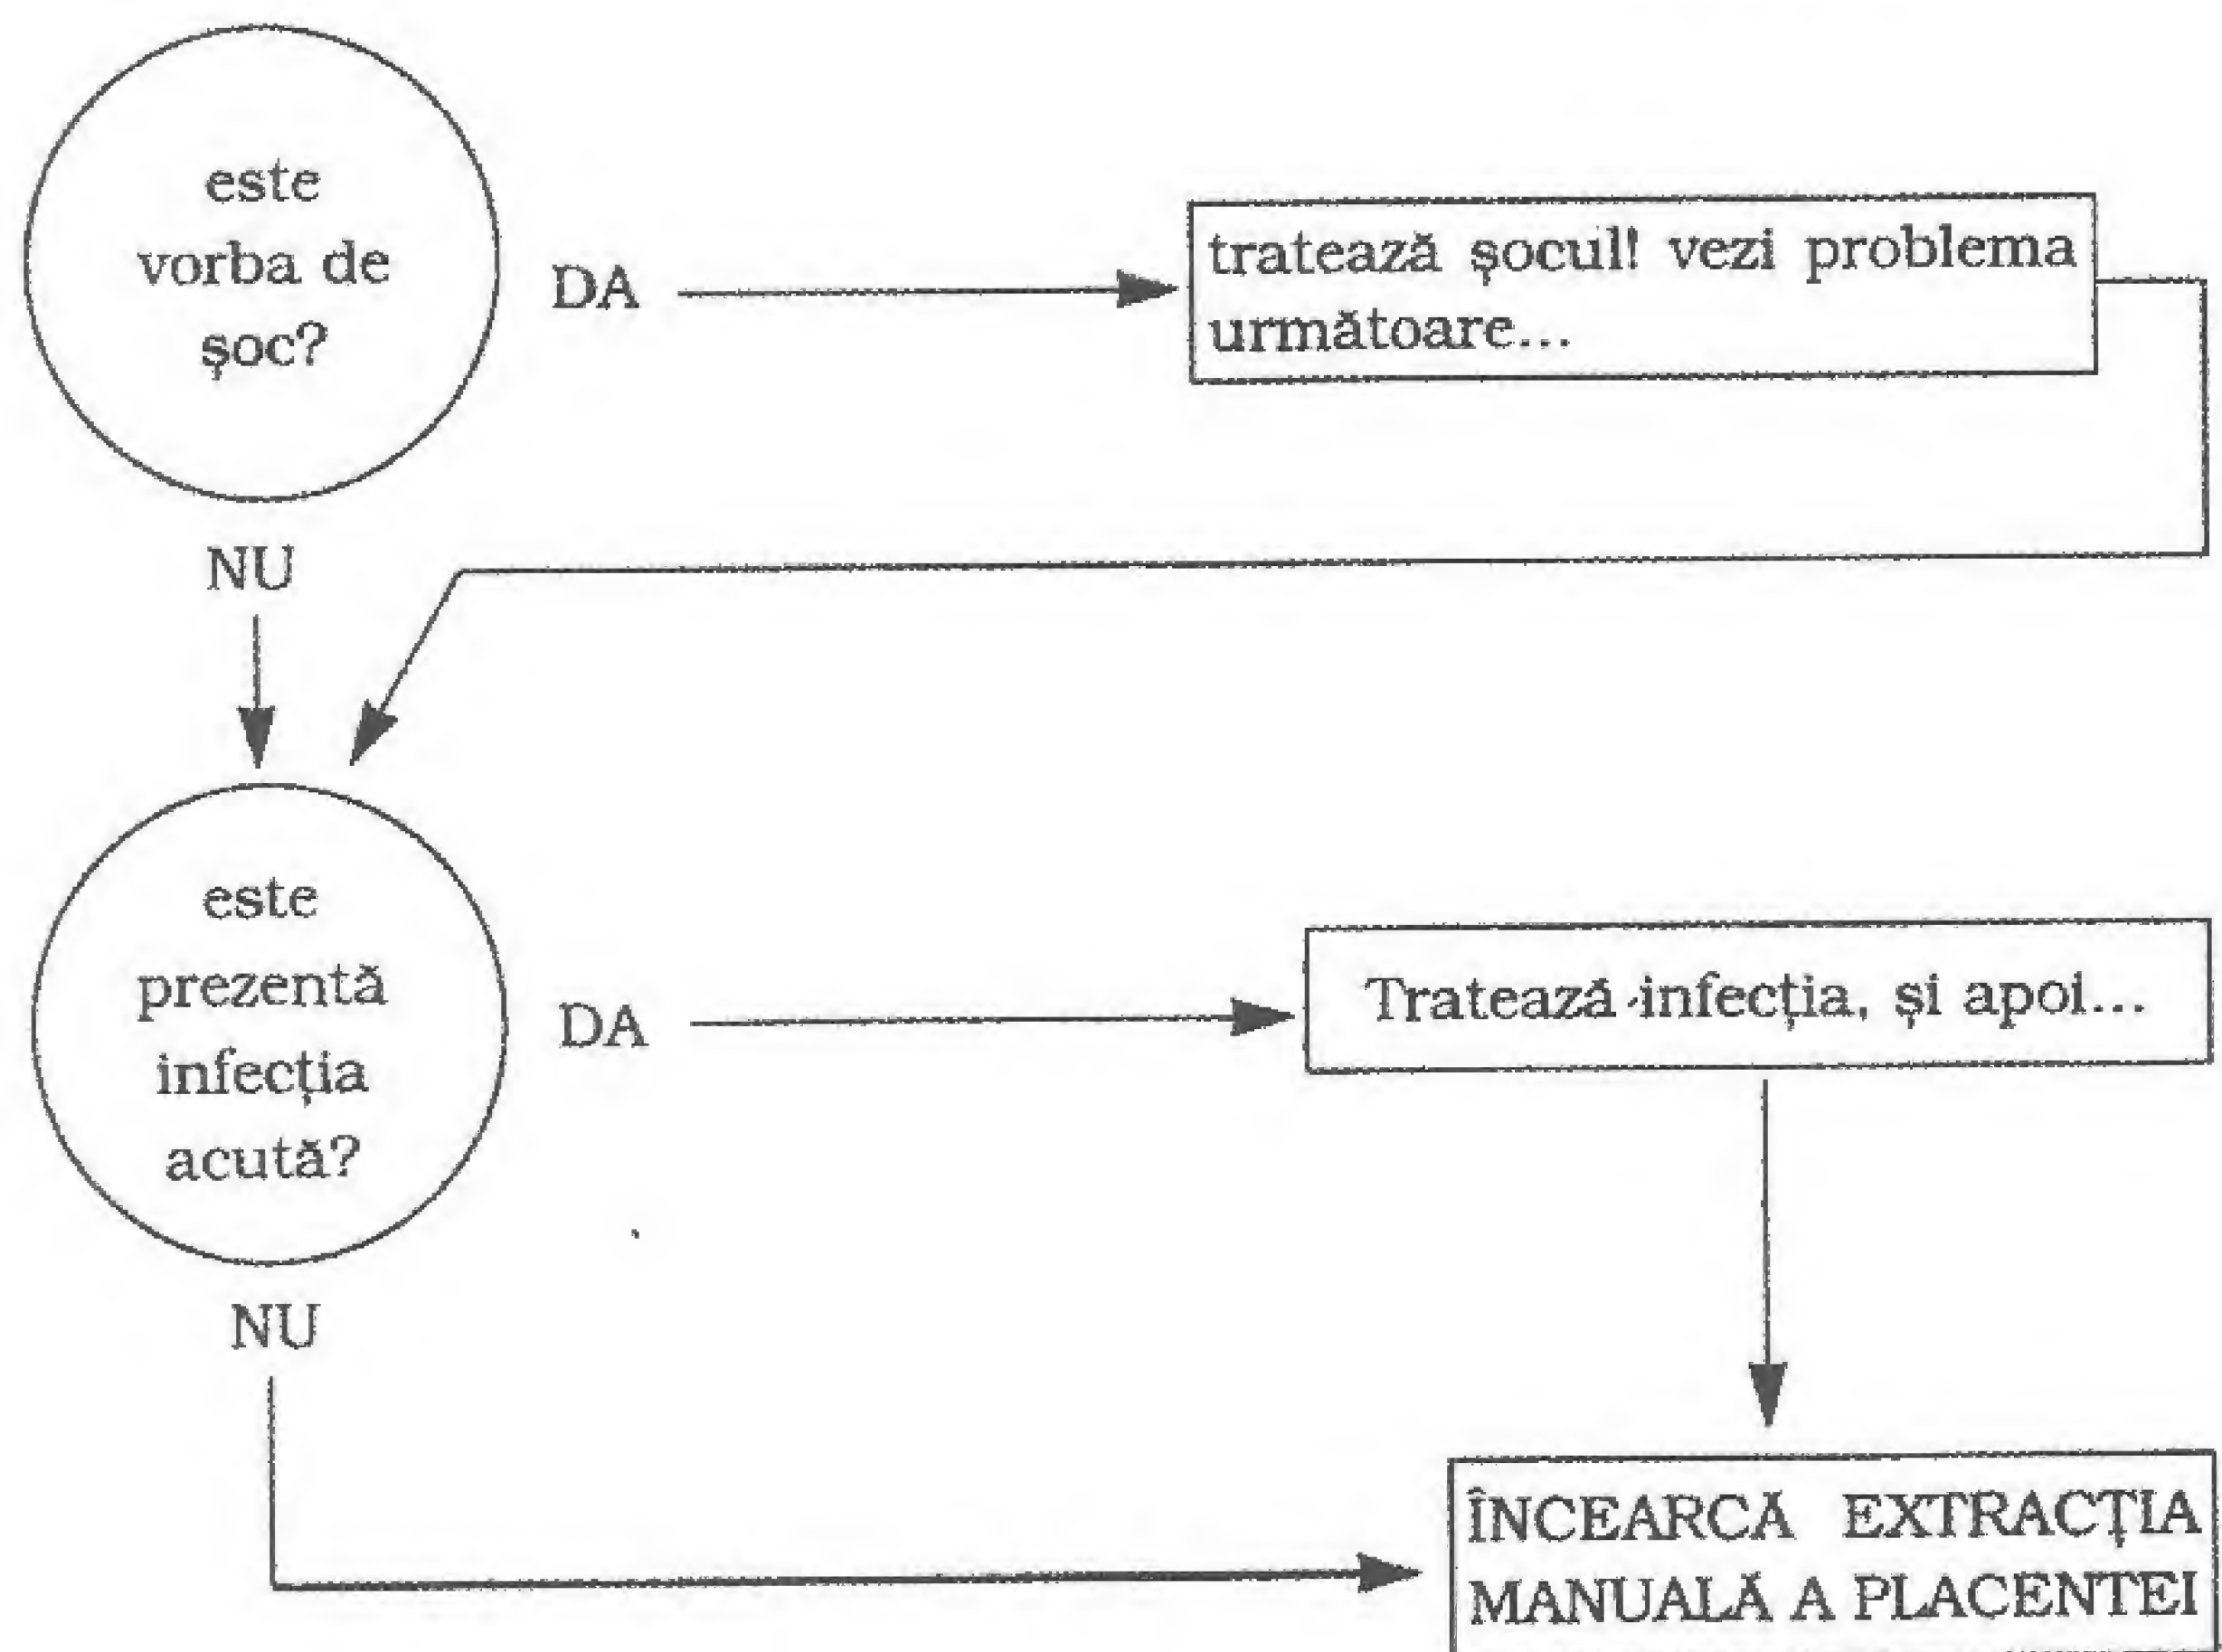 este
vorba de
șoc?
DA
tratează șocul! vezi problema
următoare...
NU
este
prezentă
infecția
acută?
DA
Tratează infecția, și apoi...
NU
ÎNCEARCĂ EXTRACȚIA
MANUALĂ A PLACENTEI